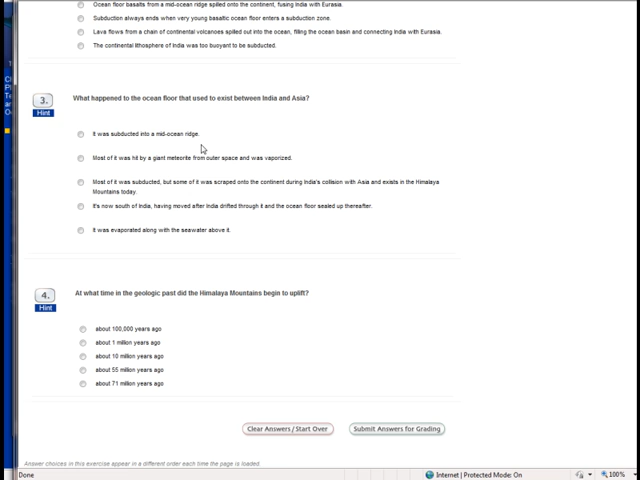 Ocean floor basalts from a mid-ocean ridge spilled onto the continent, fusing India with Eurasia.
Subduction always ends when very young basaltic ocean floor enters a subduction zone.
Lava flows from a chain of continental volcanoes spilled out into the ocean, filling the ocean basin and connecting India with Eurasia.
The continental lithosphere of India was too buoyant to be subducted.
3.
Hint
What happened to the ocean floor that used to exist between India and Asia?
It was subducted into a mid-ocean ridge.
Most of it was hit by a giant meteorite from outer space and was vaporized.
Most of it was subducted, but some of it was scraped onto the continent during India's collision with Asia and exists in the Himalaya
Mountains today.
It's now south of India, having moved after India drifted through it and the ocean floor sealed up thereafter.
It was evaporated along with the seawater above it.
4.
Hint
At what time in the geologic past did the Himalaya Mountains begin to uplift?
about 100,000 years ago
about 1 million years ago
about 10 million years ago
about 55 million years ago
about 71 million years ago
Clear Answers / Start Over
Submit Answers for Grading
Answer choices in this exercise appear in a different order each time the page is loaded.
Done
Internet | Protected Mode: On
100%